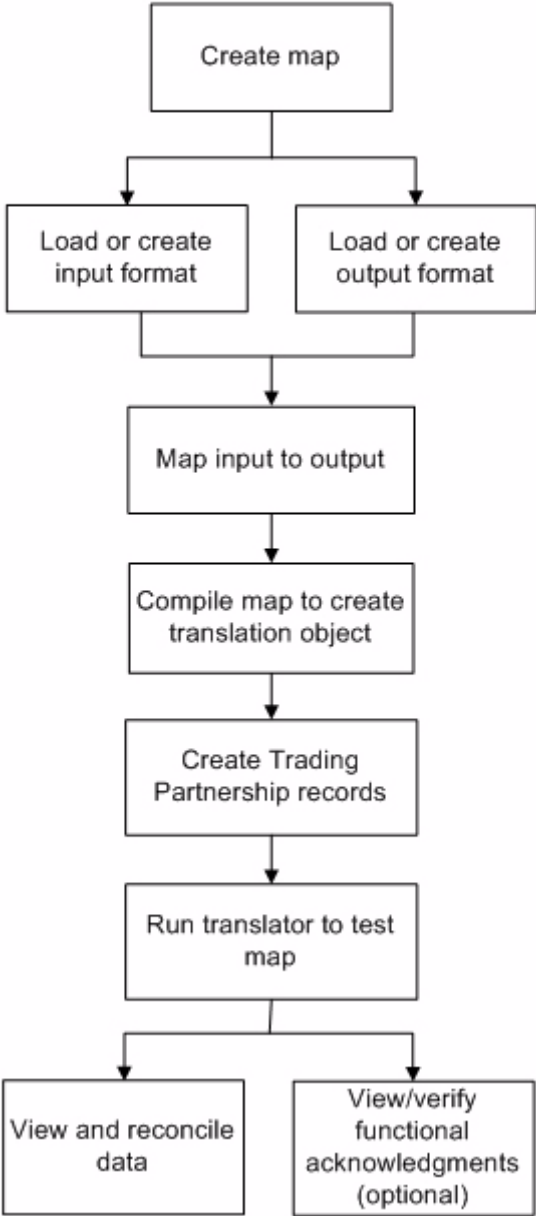 Create map
Load or create
input format
Load or create
output format
Map input to output
Compile map to create
translation object
Create Trading
Partnership records
Run translator to test
map
View and reconcile
data
View/verify
functional
acknowledgments
(optional)